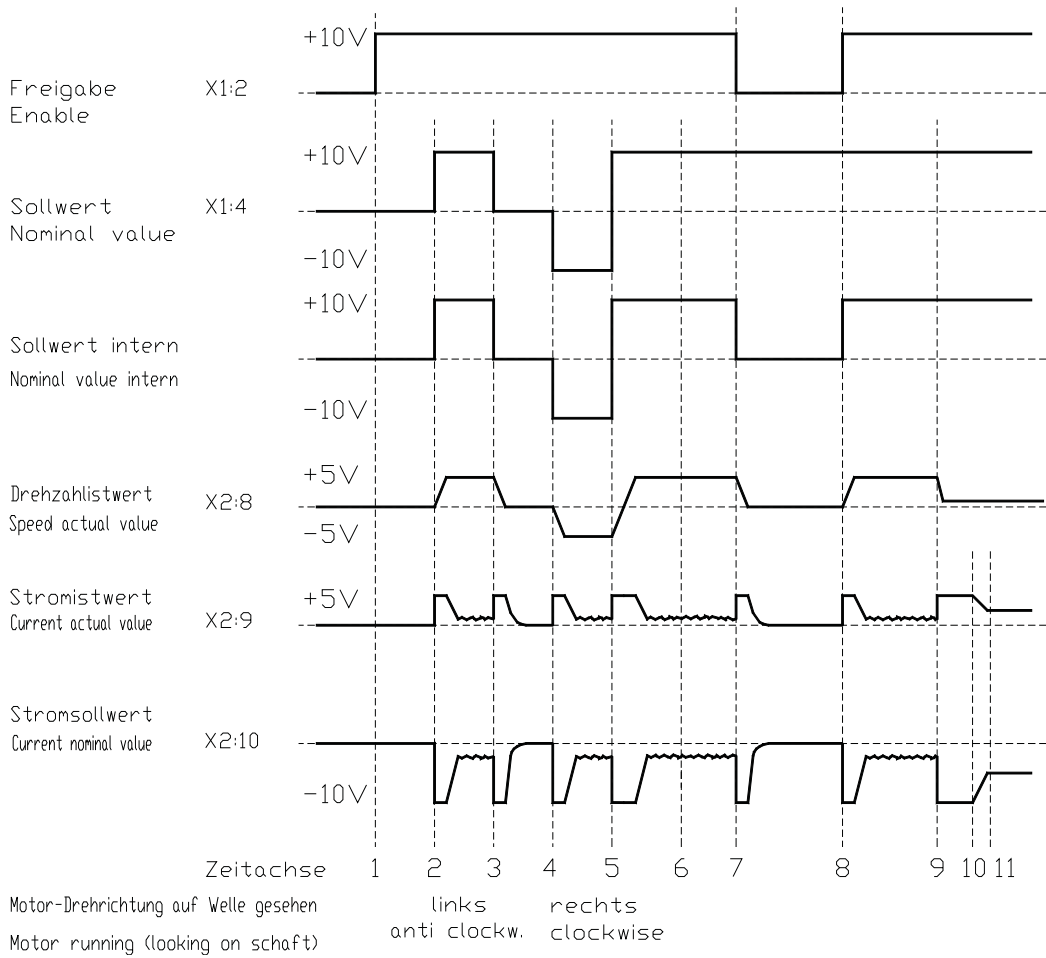 +10V
Freigabe X1:2
Enable
+10V
Sollwert X1:4
Nominal value
-10V
+10V
Sollwert intern
Nominal value intern
-10V
+5V
Drehzahlistwert X2:8
Speed actual value
-5V
Stromistwert +5V
Current actual value X2:9
Stromsollwert
Current nominal value X2:10
-10V
Zeitachse 1 2 3 4 5 6 7 8 9 10 11
Motor-Drehrichtung auf Welle gesehen links rechts
anti clockw. clockwise
Motor running (looking on schaft)